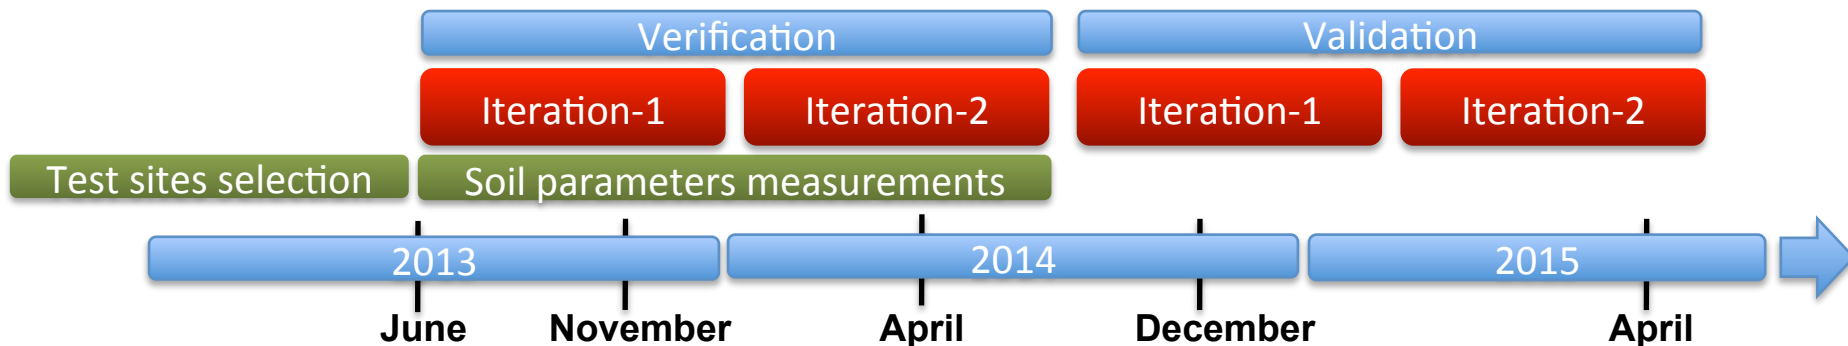 Verification
Validation
Iteration-1
Iteration-2
Iteration-1
Iteration-2
Test sites selection
Soil parameters measurements
2013
2014
2015
June
November
April
December
April